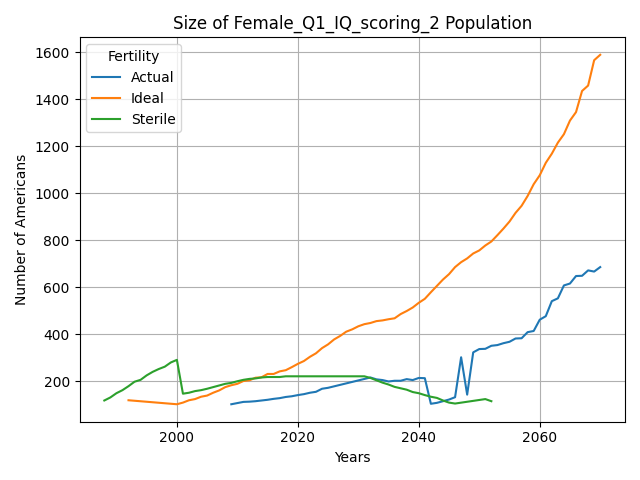 Size of Female_Q1_IQ_scoring_2 Population
Fertility
Actual
Ideal
Sterile
1600
1400
1200
1000
800
600
400
200
Number of Americans
2000 2020 2040 2060
Years